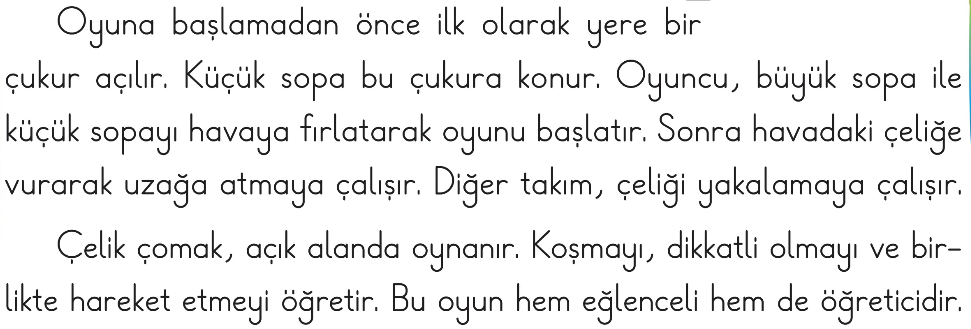 Oyuna başlamadan önce ilk olarak yere bir
çukur açılır. Küçük sopa bu çukura konur. Oyuncu, büyük sopa ile
küçük sopayı havaya fırlatarak oyunu başlatır. Sonra havadaki çeliğe
vurarak uzağa atmaya çalışır. Diğer takım, çeliği yakalamaya çalışır.
Çelik çomak, açık alanda oynanır. Koşmayı, dikkatli olmayı ve bir-
likte hareket etmeyi öğretir. Bu oyun hem eğlenceli hem de öğreticidir.